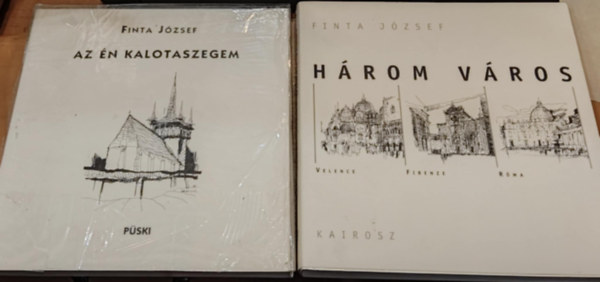 FINTA JÓZSEF
AZ ÉN KALOTASZEGEM
PÜSKI
FINTA JÓZSEF
HÁROM VÁROS
VELENCE FIRENZE RÓMA
KAIROSZ